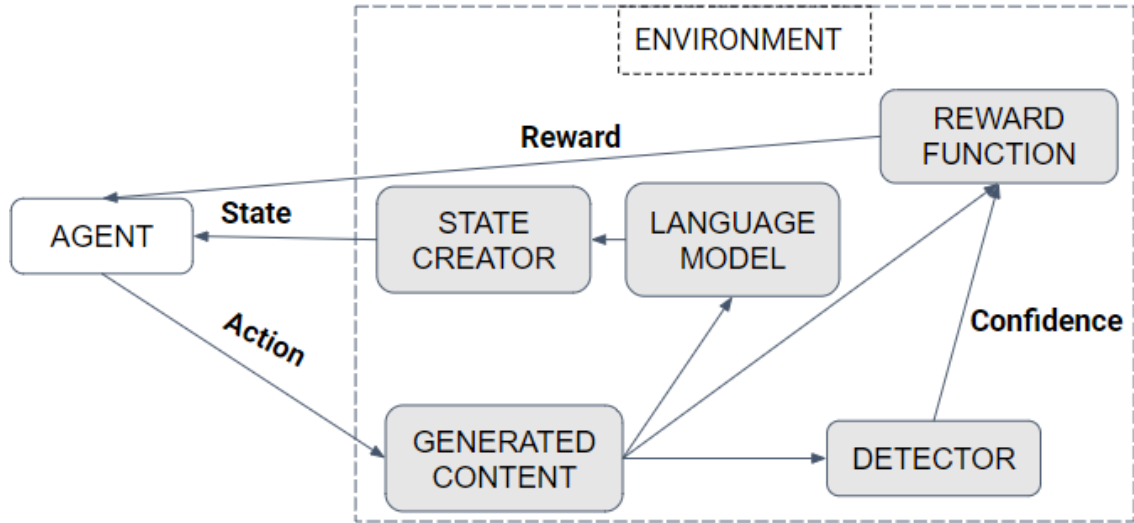 ENVIRONMENT
REWARD
FUNCTION
Reward
State
AGENT
STATE
CREATOR
LANGUAGE
MODEL
Action
Confidence
GENERATED
CONTENT
DETECTOR